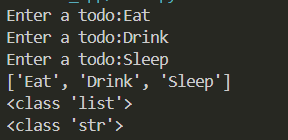 Enter a todo:Eat
Enter a todo:Drink
Enter a todo:Sleep
['Eat', 'Drink', 'Sleep']
<class 'list'>
<class 'str'>